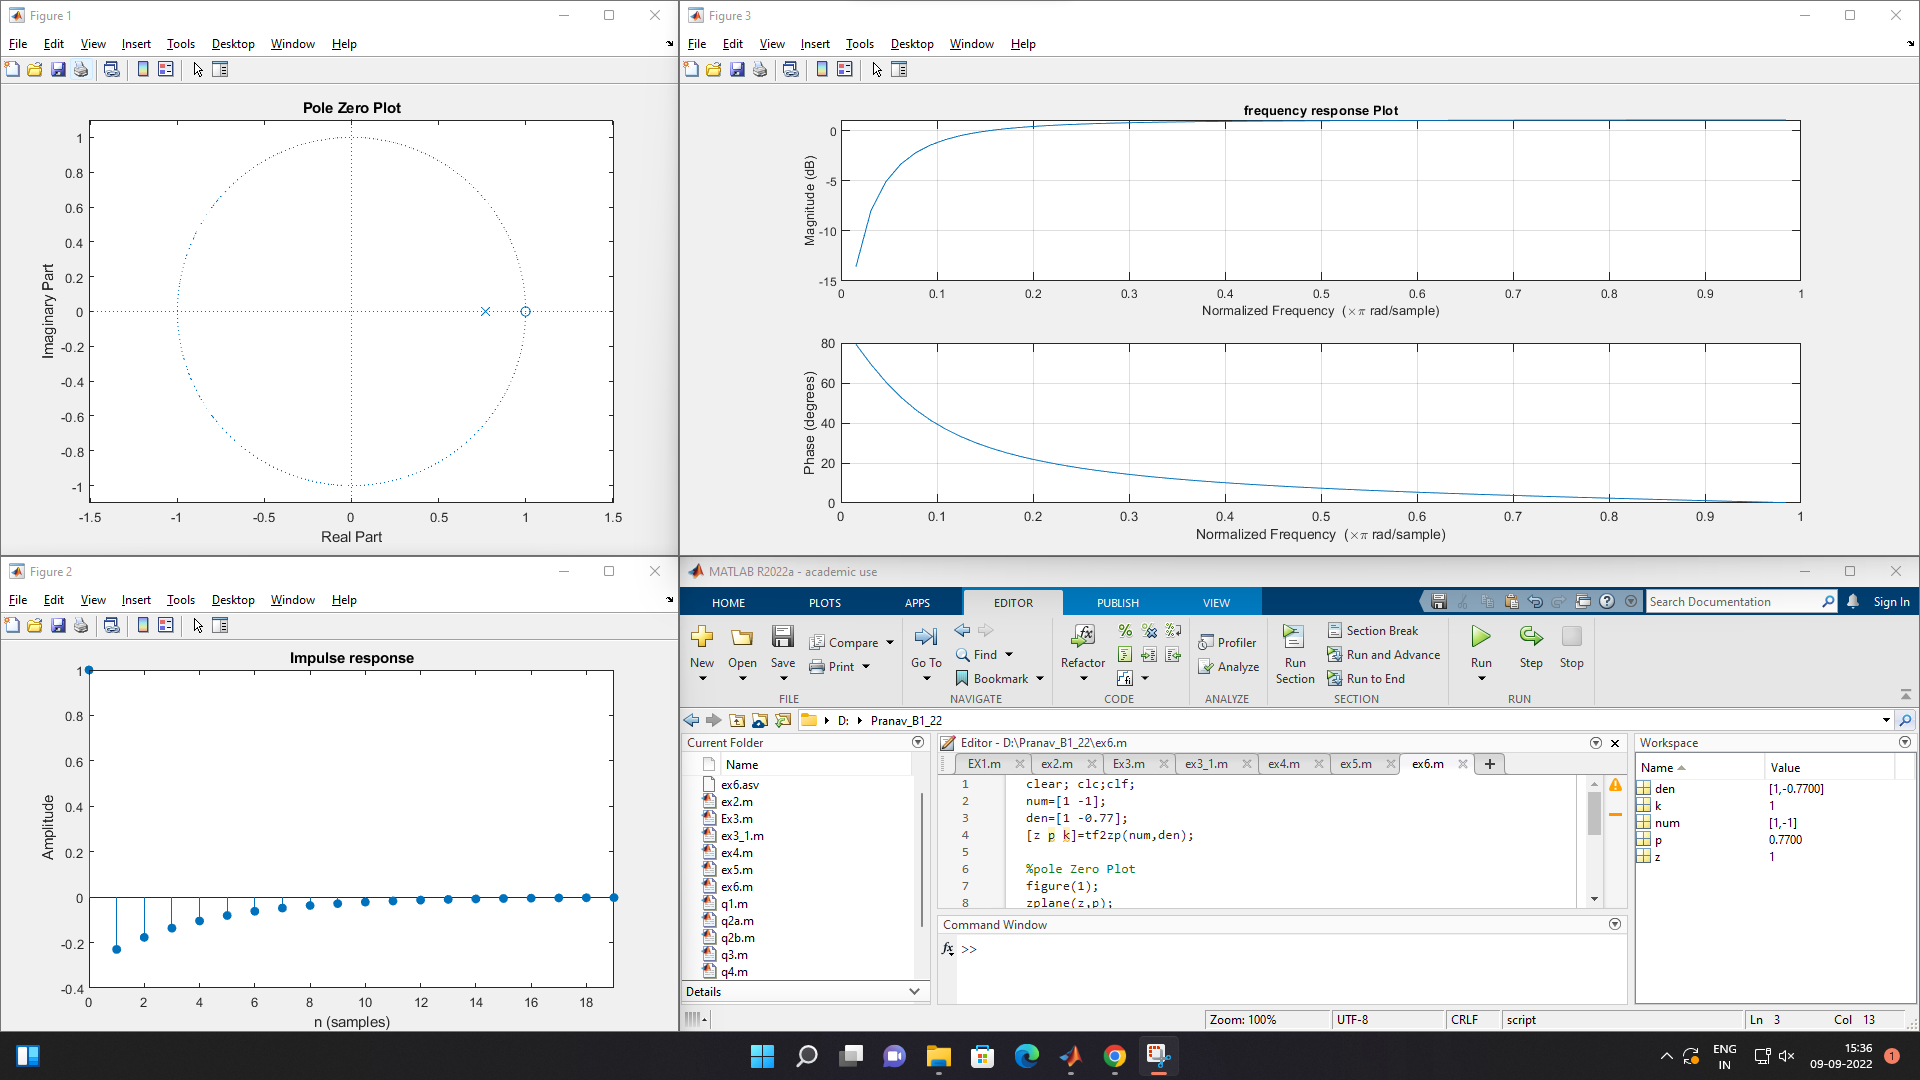 Figure 1
File Edit View Insert Tools Desktop Window Help
Pole Zero Plot
1
0.8
0.6
0.4
0.2
0
-0.2
-0.4
-0.6
-0.8
-1
Imaginary Part
-1.5 -1 -0.5 0 0.5 1 1.5
Real Part
Figure 3
File Edit View Insert Tools Desktop Window Help
frequency response Plot
0
-5
-10
-15
Magnitude (dB)
0 0.1 0.2 0.3 0.4 0.5 0.6 0.7 0.8 0.9 1
Normalized Frequency (×π rad/sample)
80
60
40
20
0
Phase (degrees)
0 0.1 0.2 0.3 0.4 0.5 0.6 0.7 0.8 0.9 1
Normalized Frequency (×π rad/sample)
Figure 2
File Edit View Insert Tools Desktop Window Help
Impulse response
1
0.8
0.6
0.4
0.2
0
-0.2
-0.4
Amplitude
0 2 4 6 8 10 12 14 16 18
n (samples)
MATLAB R2022a - academic use
HOME PLOTS APPS EDITOR PUBLISH VIEW
Search Documentation
Sign In
New Open Save
Compare
Print
FILE
Go To
Find
Bookmark
NAVIGATE
Refactor
CODE
Profiler
Analyze
ANALYZE
Run Section
Section Break
Run and Advance
Run to End
SECTION
Run Step Stop
RUN
D: Pranav_B1_22
Current Folder
Name
ex6.asv
ex2.m
Ex3.m
ex3_1.m
ex4.m
ex5.m
ex6.m
q1.m
q2a.m
q2b.m
q3.m
q4.m
Details
Editor - D:\Pranav_B1_22\ex6.m
EX1.m ex2.m Ex3.m ex3_1.m ex4.m ex5.m ex6.m
1 clear; clc;clf;
2 num=[1 -1];
3 den=[1 -0.77];
4 [z p k]=tf2zp(num,den);
5
6 %pole Zero Plot
7 figure(1);
8 zplane(z,p);
Command Window
fx >>
Workspace
Name Value
den [1,-0.7700]
k 1
num [1,-1]
p 0.7700
z 1
Zoom: 100% UTF-8 CRLF script Ln 3 Col 13
ENG
IN
15:36
09-09-2022
1